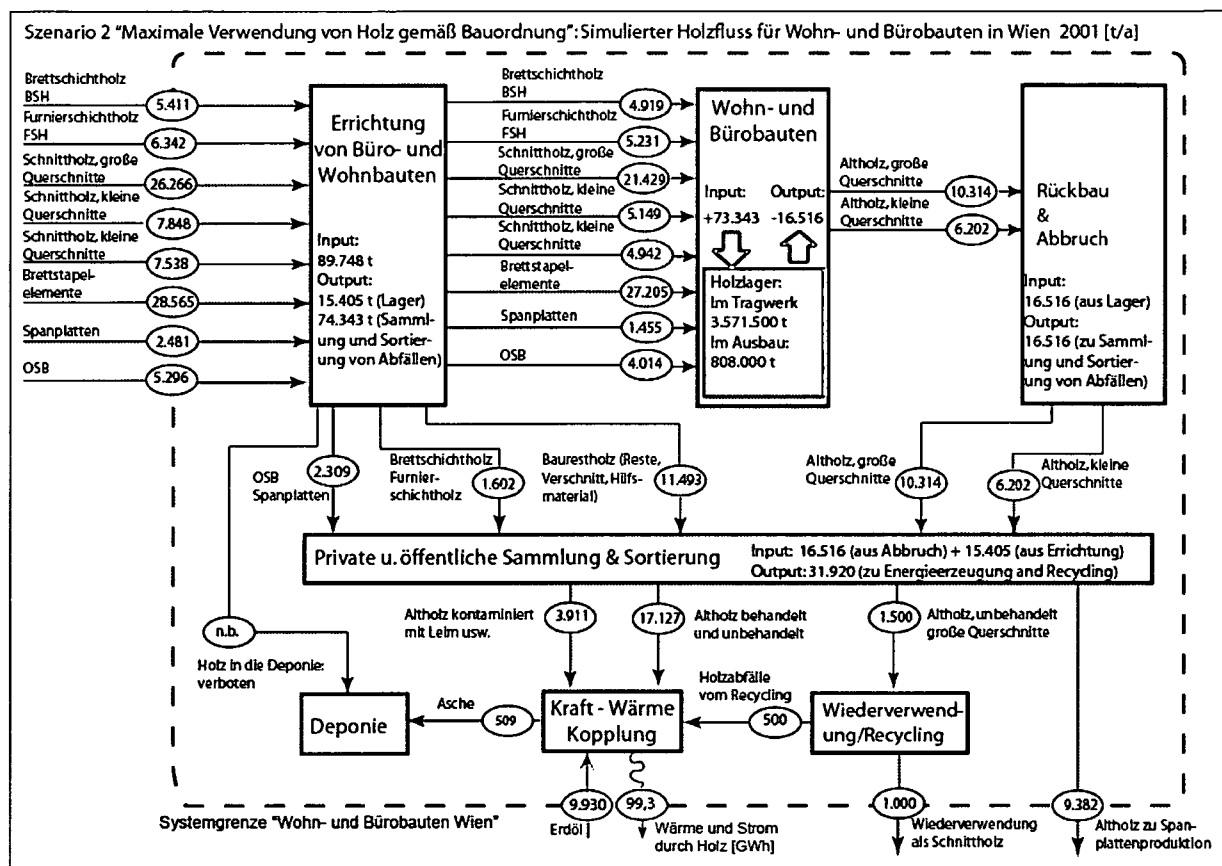 Szenario 2 "Maximale Verwendung von Holz gemäß Bauordnung": Simulierter Holzfluss für Wohn- und Bürobauten in Wien 2001 [t/a]
Brettschichtholz
BSH
5.411
Furnierschichtholz
FSH
6.342
Schnittholz, große
Querschnitte
26.266
Schnittholz, kleine
Querschnitte
7.848
Schnittholz, kleine
Querschnitte
7.538
Brettstapel-
elemente
28.565
Spanplatten
2.481
OSB
5.296
Errichtung
von Büro- und
Wohnbauten
Input:
89.748 t
Output:
15.405 t (Lager)
74.343 t (Samml-
ung und Sortier-
ung von Abfällen)
Brettschichtholz
BSH
4.919
Furnierschichtholz
FSH
5.231
Schnittholz, große
Querschnitte
21.429
Schnittholz, kleine
Querschnitte
5.149
Schnittholz, kleine
Querschnitte
4.942
Brettstapel-
elemente
27.205
Spanplatten
1.455
OSB
4.014
Wohn- und
Bürobauten
Input: Output:
+73.343 -16.516
Holzlager:
Im Tragwerk
3.571.500 t
Im Ausbau:
808.000 t
Altholz, große
Querschnitte
10.314
Altholz, kleine
Querschnitte
6.202
Rückbau
&
Abbruch
Input:
16.516 (aus Lager)
Output:
16.516 (zu Samml-
ung und Sortier-
ung von Abfällen)
OSB
Spanplatten
2.309
Brettschichtholz
Furnier-
schichtholz
1.602
Baurestholz (Reste,
Verschnitt, Hilfs-
material)
11.493
Altholz, große
Querschnitte
10.314
6.202
Altholz, kleine
Querschnitte
Private u. öffentliche Sammlung & Sortierung
Input: 16.516 (aus Abbruch) + 15.405 (aus Errichtung)
Output: 31.920 (zu Energieerzeugung and Recycling)
n.b.
Holz in die Deponie:
verboten
Altholz kontaminiert
mit Leim usw.
3.911
17.127
Altholz behandelt
und unbehandelt
1.500
Altholz, unbehandelt
große Querschnitte
Deponie
Asche
509
Kraft - Wärme
Kopplung
Holzabfälle
vom Recycling
500
Wiederverwend-
ung/Recycling
9.930
Erdöl
99,3
Wärme und Strom
durch Holz [GWh]
1.000
Wiederverwendung
als Schnittholz
9.382
Altholz zu Span-
plattenproduktion
Systemgrenze "Wohn- und Bürobauten Wien"